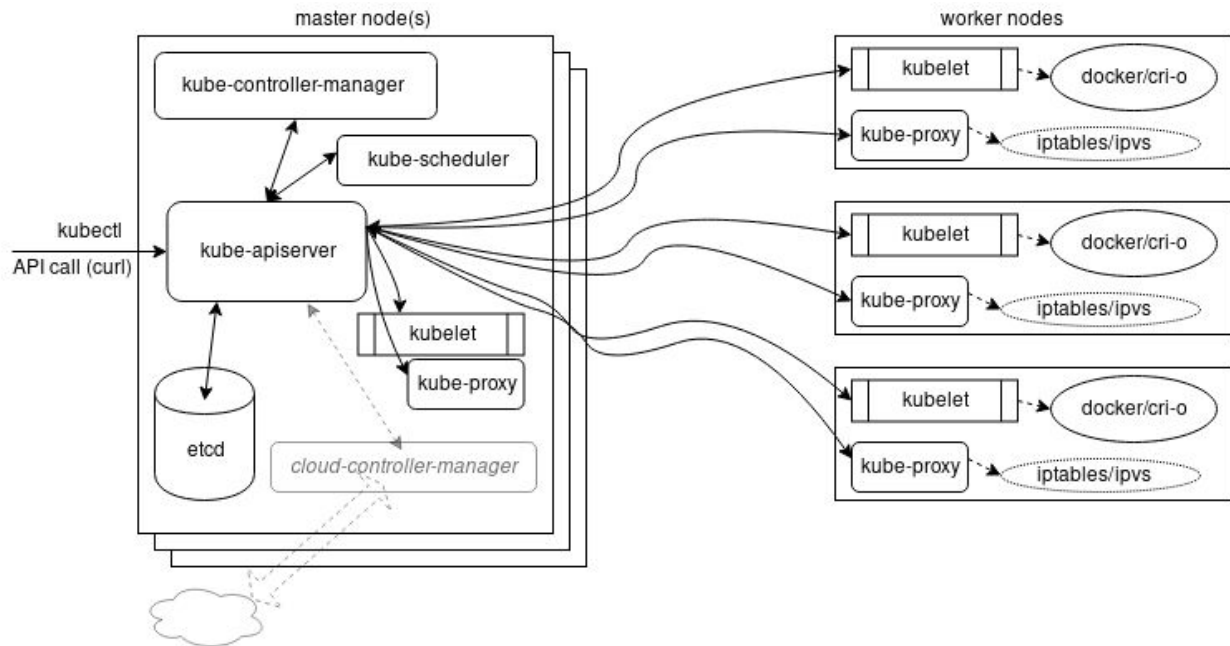 master node(s)
worker nodes
kube-controller-manager
kube-scheduler
kubectl
API call (curl)
kube-apiserver
kubelet
kube-proxy
etcd
cloud-controller-manager
kubelet
docker/cri-o
kube-proxy
iptables/ipvs
kubelet
docker/cri-o
kube-proxy
iptables/ipvs
kubelet
docker/cri-o
kube-proxy
iptables/ipvs